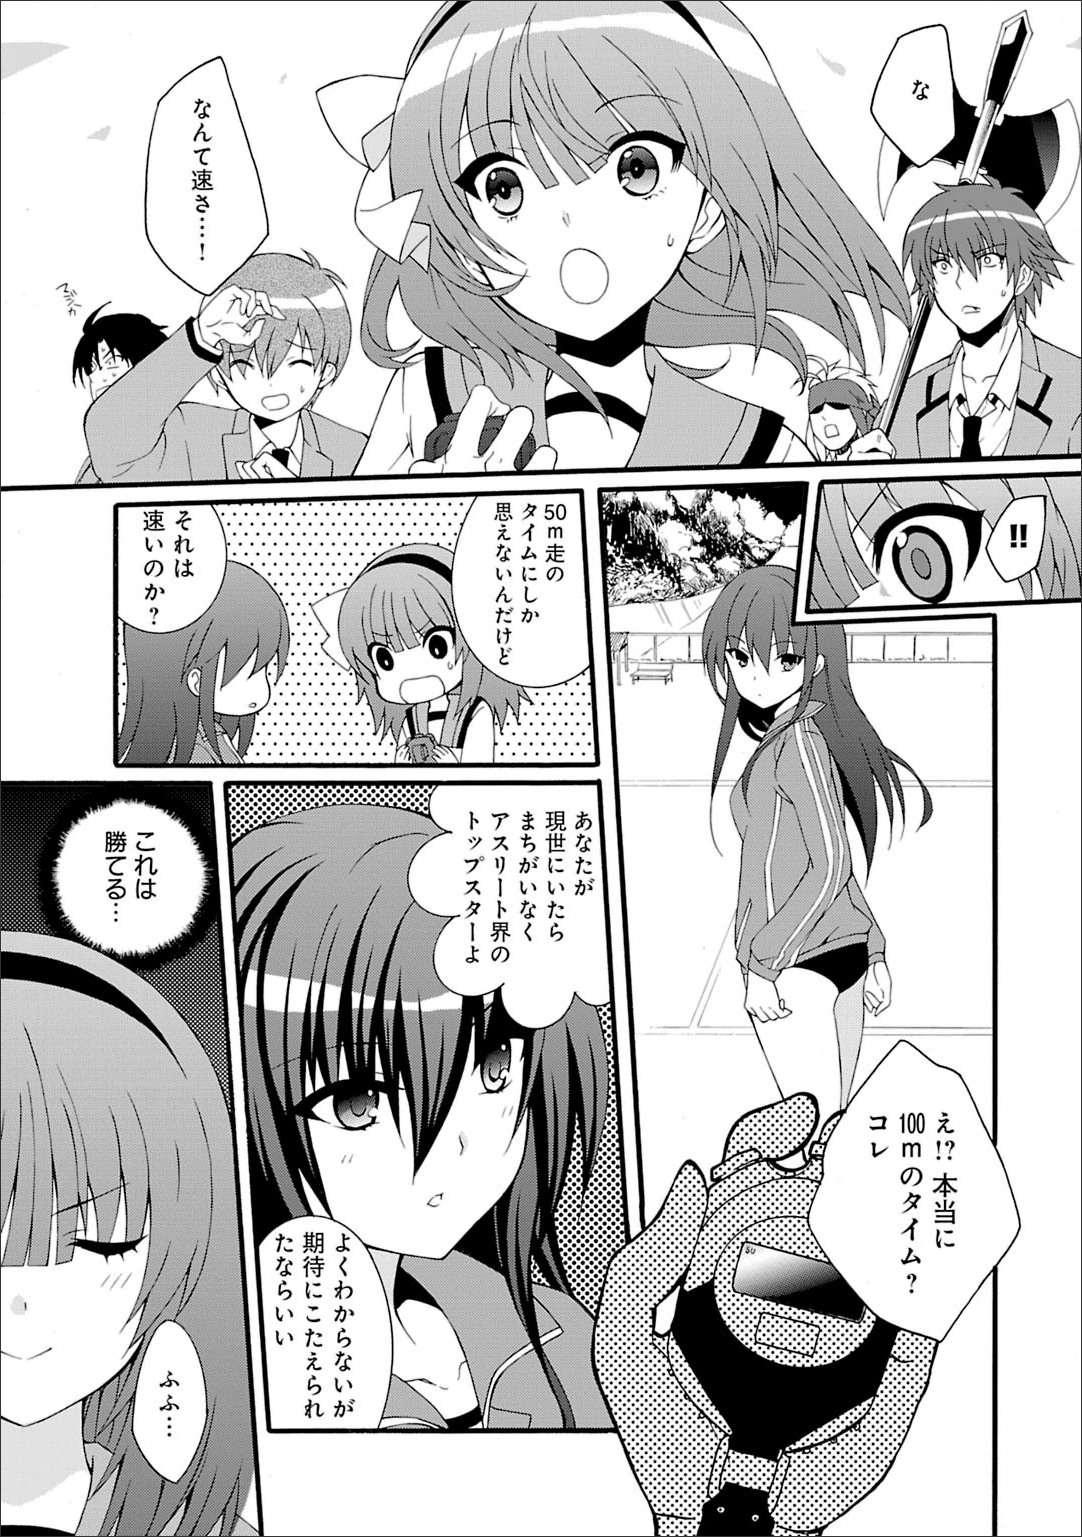 な
なんて速さ…！
ざわざわ
!!
え!?本当に
100mのタイム？
コレ
50m走の
タイムにしか
思えないんだけど
それは
速いのか？
あなたが
現世にいたら
まちがいなく
アスリート界の
トップスターよ
よくわからないが
期待にこたえられ
たならいい
これは
勝てる…
ふふ…